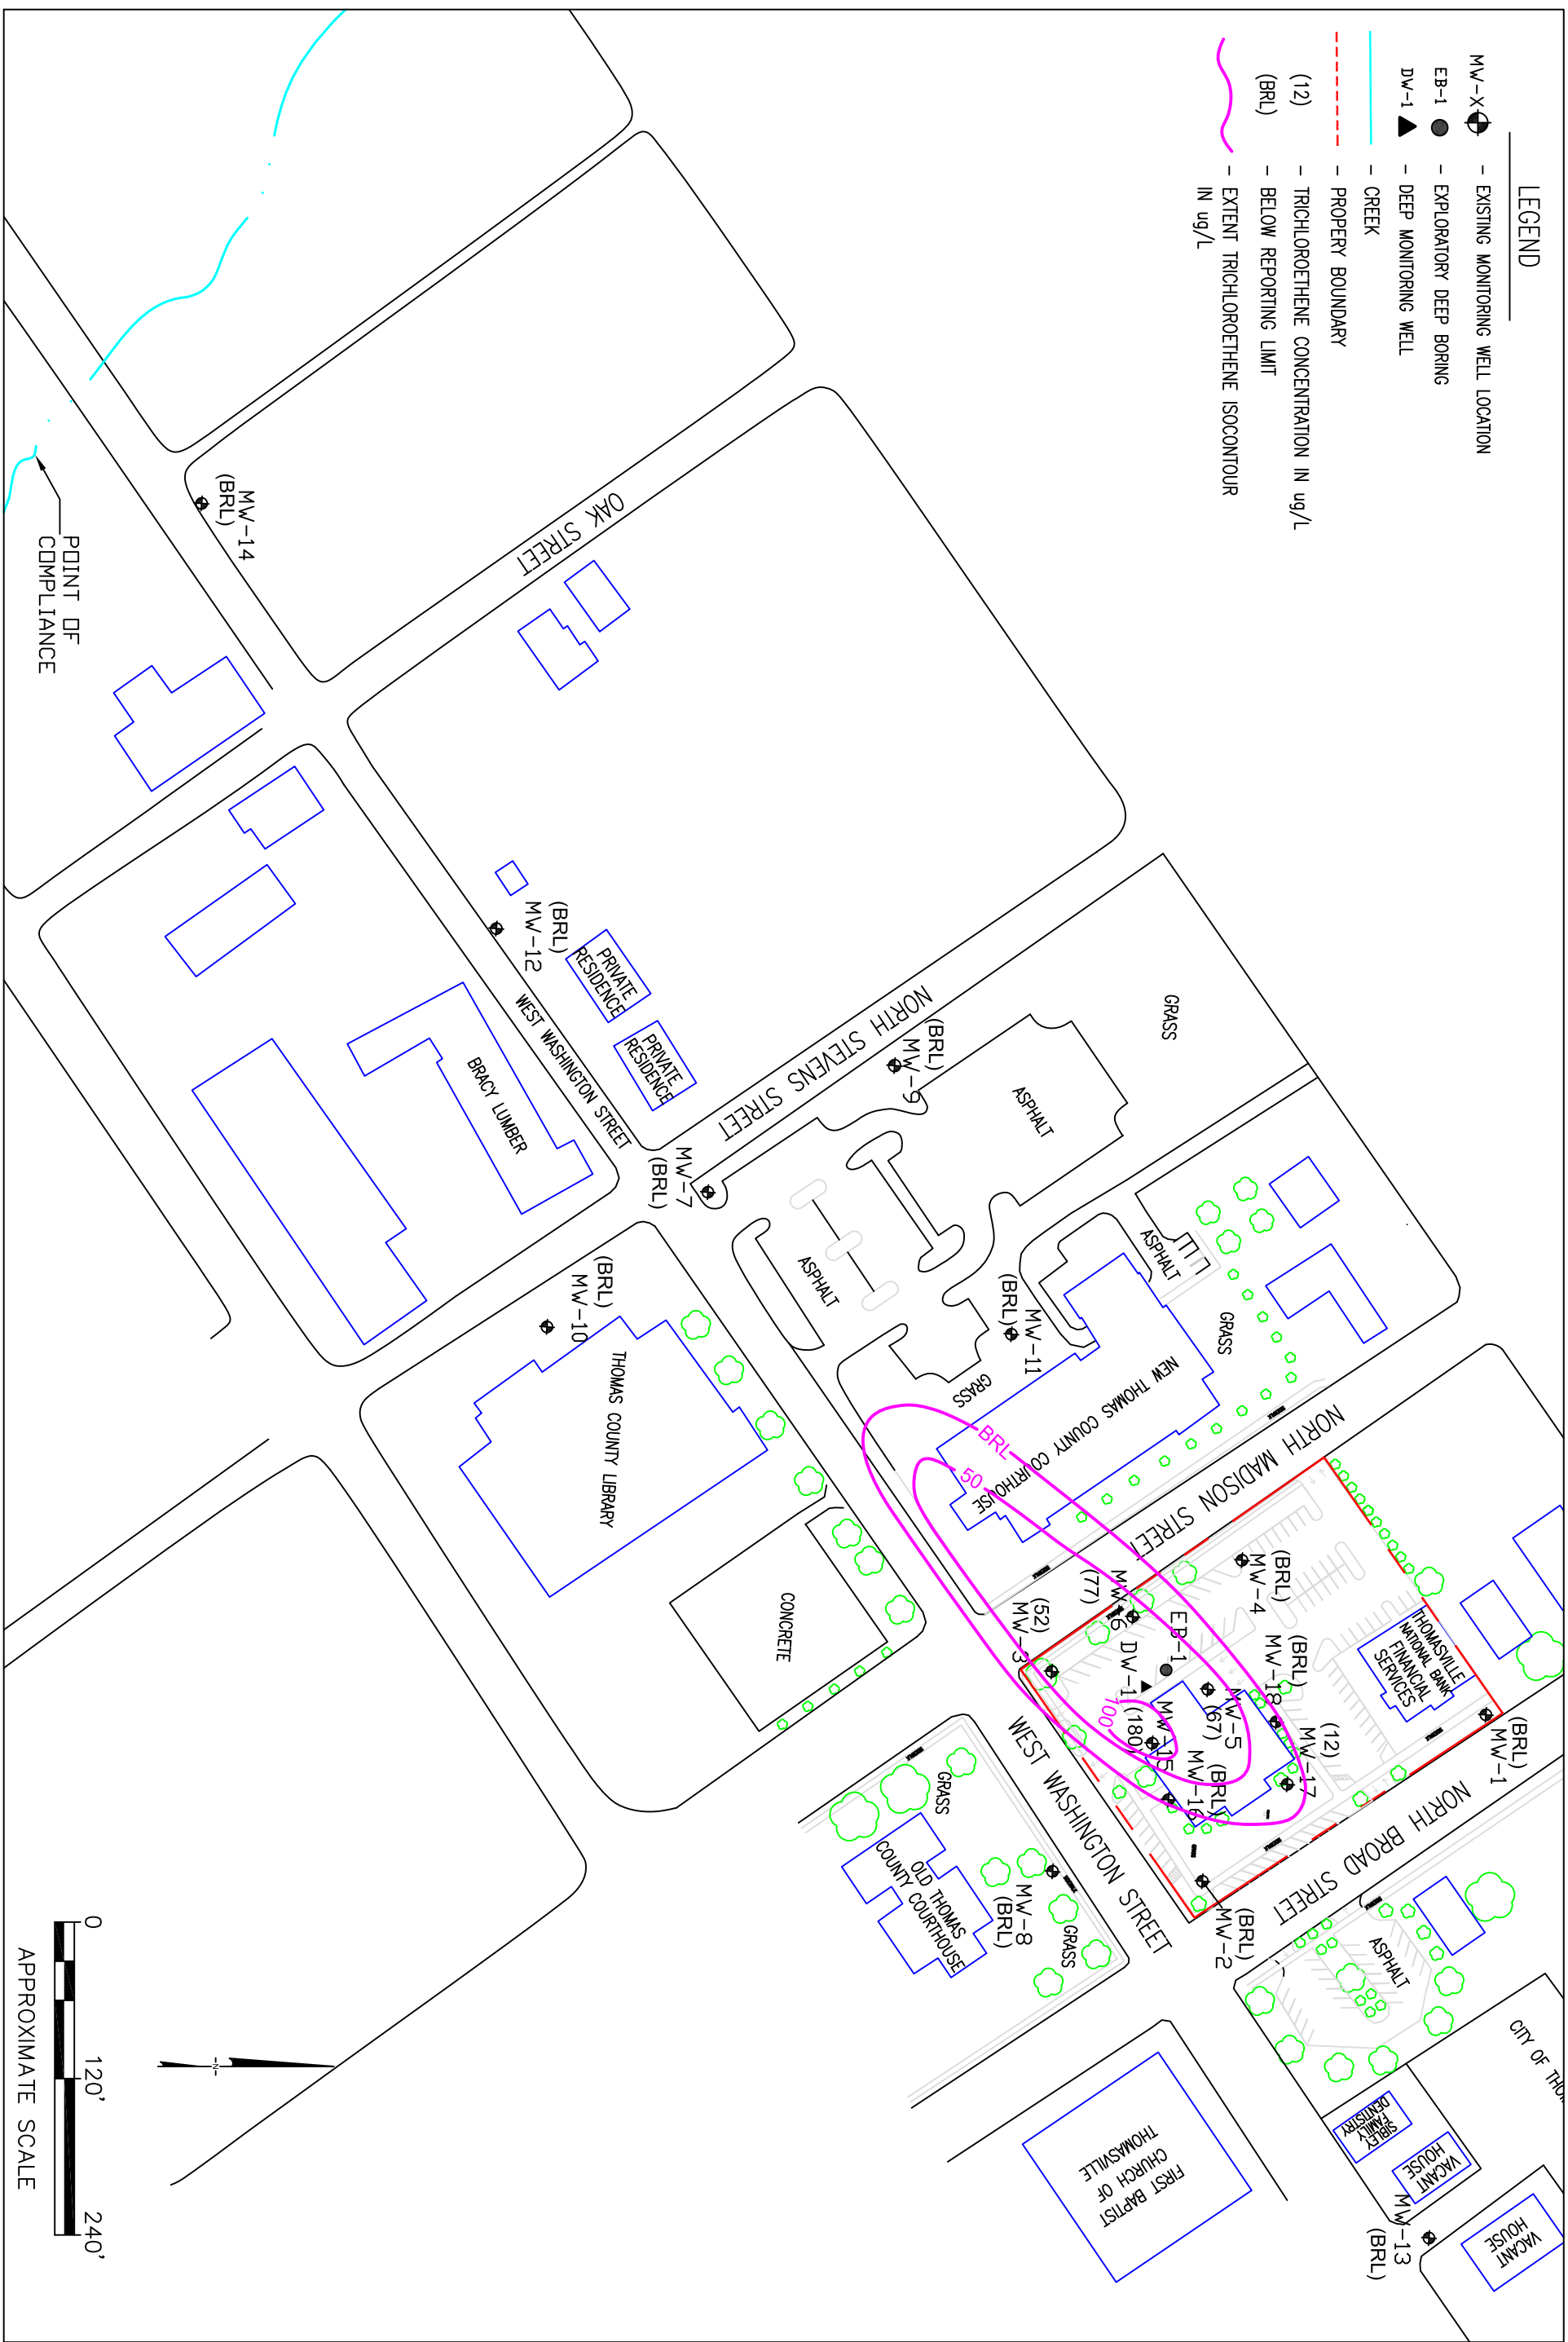 LEGEND
MW-X - EXISTING MONITORING WELL LOCATION
EB-1 - EXPLORATORY DEEP BORING
DW-1 - DEEP MONITORING WELL
- CREEK
- PROPERY BOUNDARY
(12) - TRICHLOROETHENE CONCENTRATION IN ug/L
(BRL) - BELOW REPORTING LIMIT
- EXTENT TRICHLOROETHENE ISOCONTOUR
IN ug/L
CITY OF
VACANT
HOUSE
MW-13
(BRL)
VACANT
HOUSE
SIBLEY
FAMILY
DENTISTRY
ASPHALT
FIRST BAPTIST
CHURCH OF
THOMASVILLE
NORTH BROAD STREET
(BRL)
MW-1
THOMASVILLE
NATIONAL BANK
FINANCIAL
SERVICES
(BRL)
MW-2
(12)
MW-17
(BRL)
MW-18
(BRL)
MW-4
MW-5
(67)
(BRL)
MW-16
MW-15
(180)
EB-1
DW-1
MW-6
(77)
(52)
MW-3
100
50
BRL
NORTH MADISON STREET
WEST WASHINGTON STREET
GRASS
MW-8
(BRL)
OLD THOMAS
COUNTY COURTHOUSE
GRASS
GRASS
ASPHALT
GRASS
NEW THOMAS COUNTY COURTHOUSE
MW-11
(BRL)
GRASS
ASPHALT
ASPHALT
(BRL)
MW-9
NORTH STEVENS STREET
MW-7
(BRL)
(BRL)
MW-10
THOMAS COUNTY LIBRARY
CONCRETE
PRIVATE
RESIDENCE
PRIVATE
RESIDENCE
WEST WASHINGTON STREET
BRACY LUMBER
(BRL)
MW-12
OAK STREET
MW-14
(BRL)
POINT OF
COMPLIANCE
-N-
0 120' 240'
APPROXIMATE SCALE